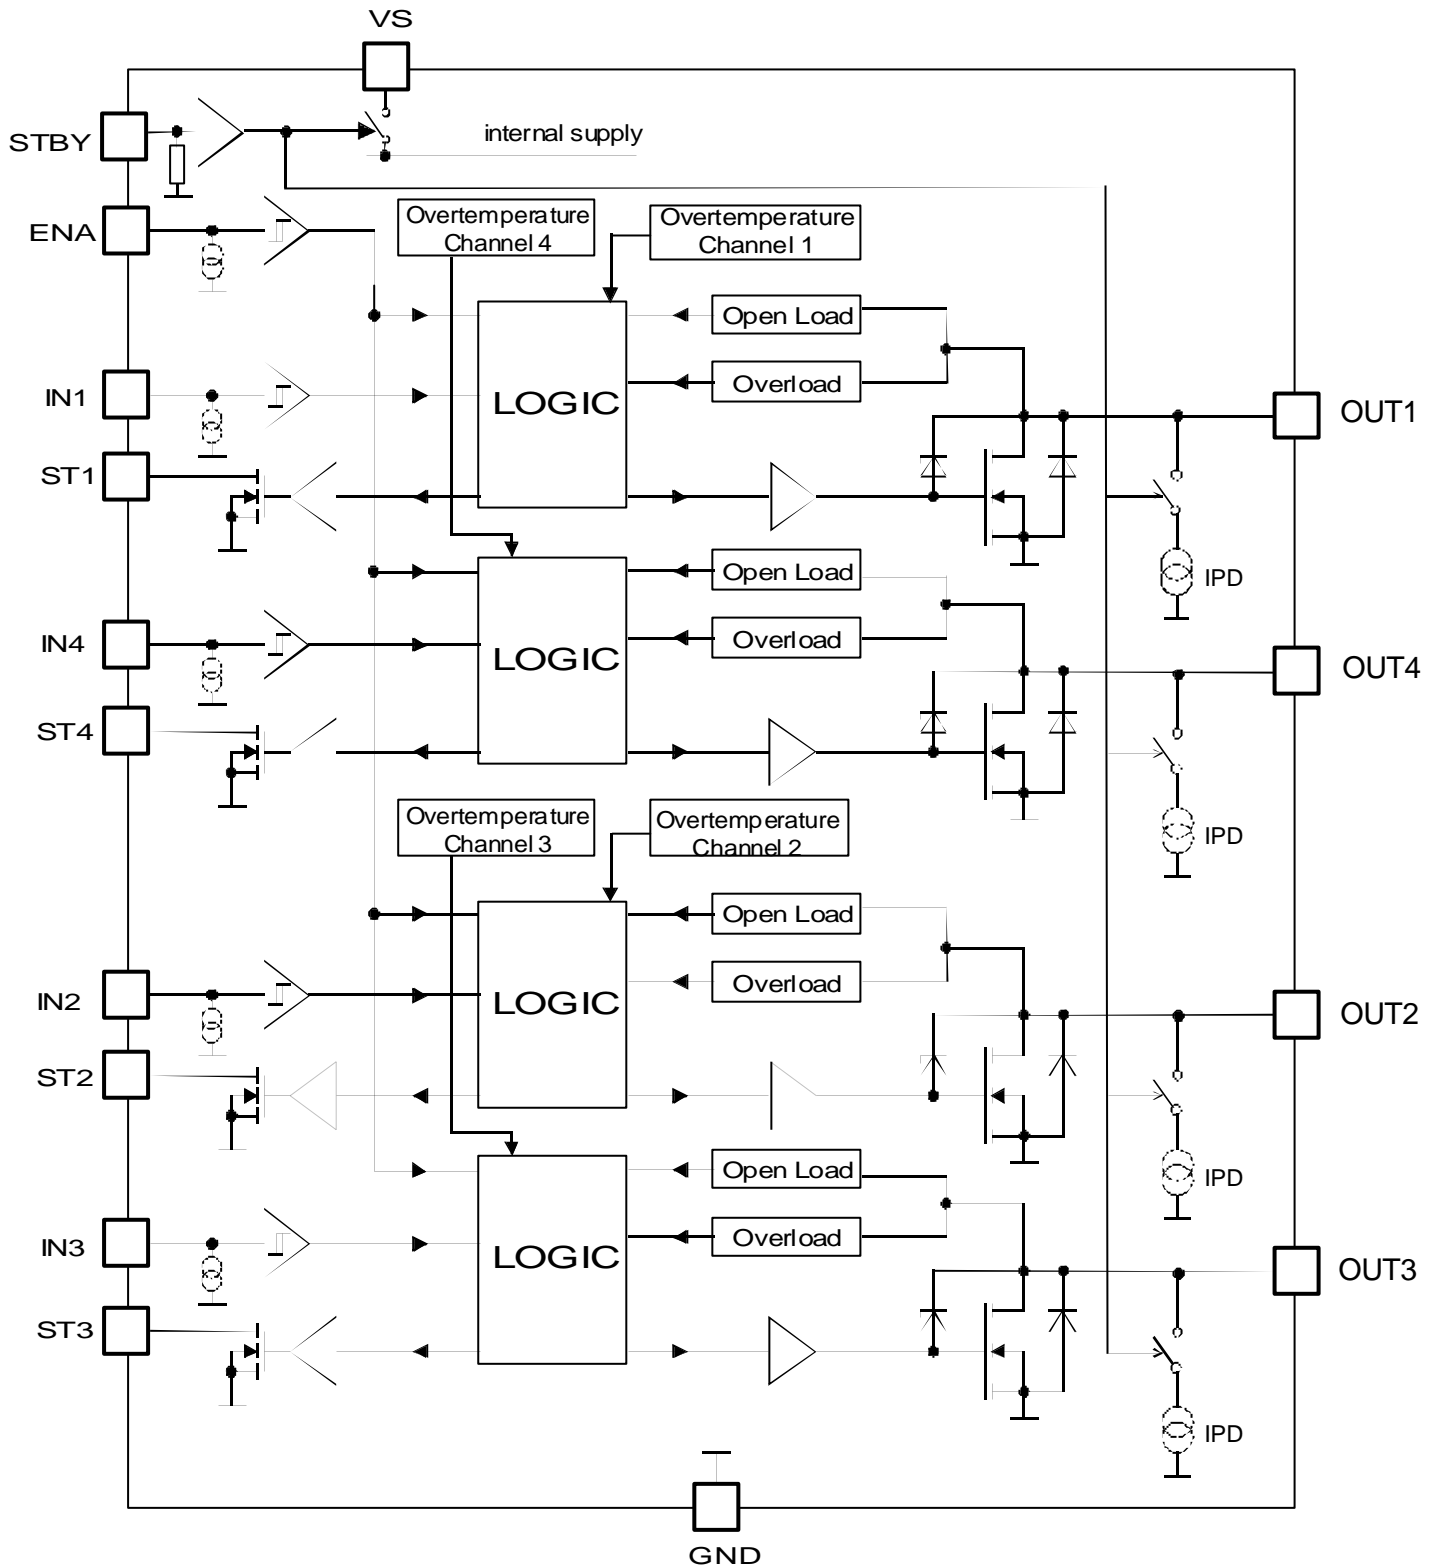 VS
STBY
internal supply
ENA
Overtemperature
Channel 4
Overtemperature
Channel 1
Open Load
IN1
LOGIC
Overload
OUT1
ST1
Open Load
IPD
IN4
LOGIC
Overload
OUT4
ST4
Overtemperature
Channel 3
Overtemperature
Channel 2
IPD
Open Load
IN2
LOGIC
Overload
OUT2
ST2
Open Load
IPD
IN3
LOGIC
Overload
OUT3
ST3
IPD
GND